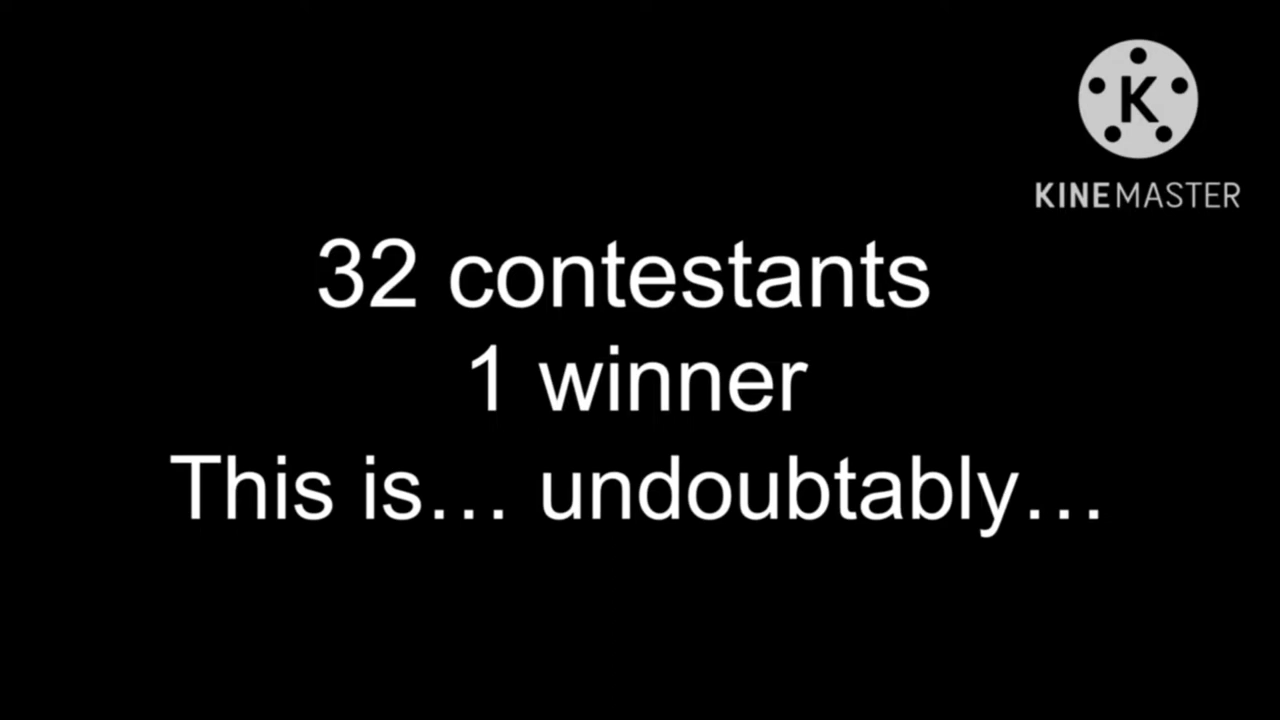 K
KINEMASTER
32 contestants
1 winner
This is… undoubtably…